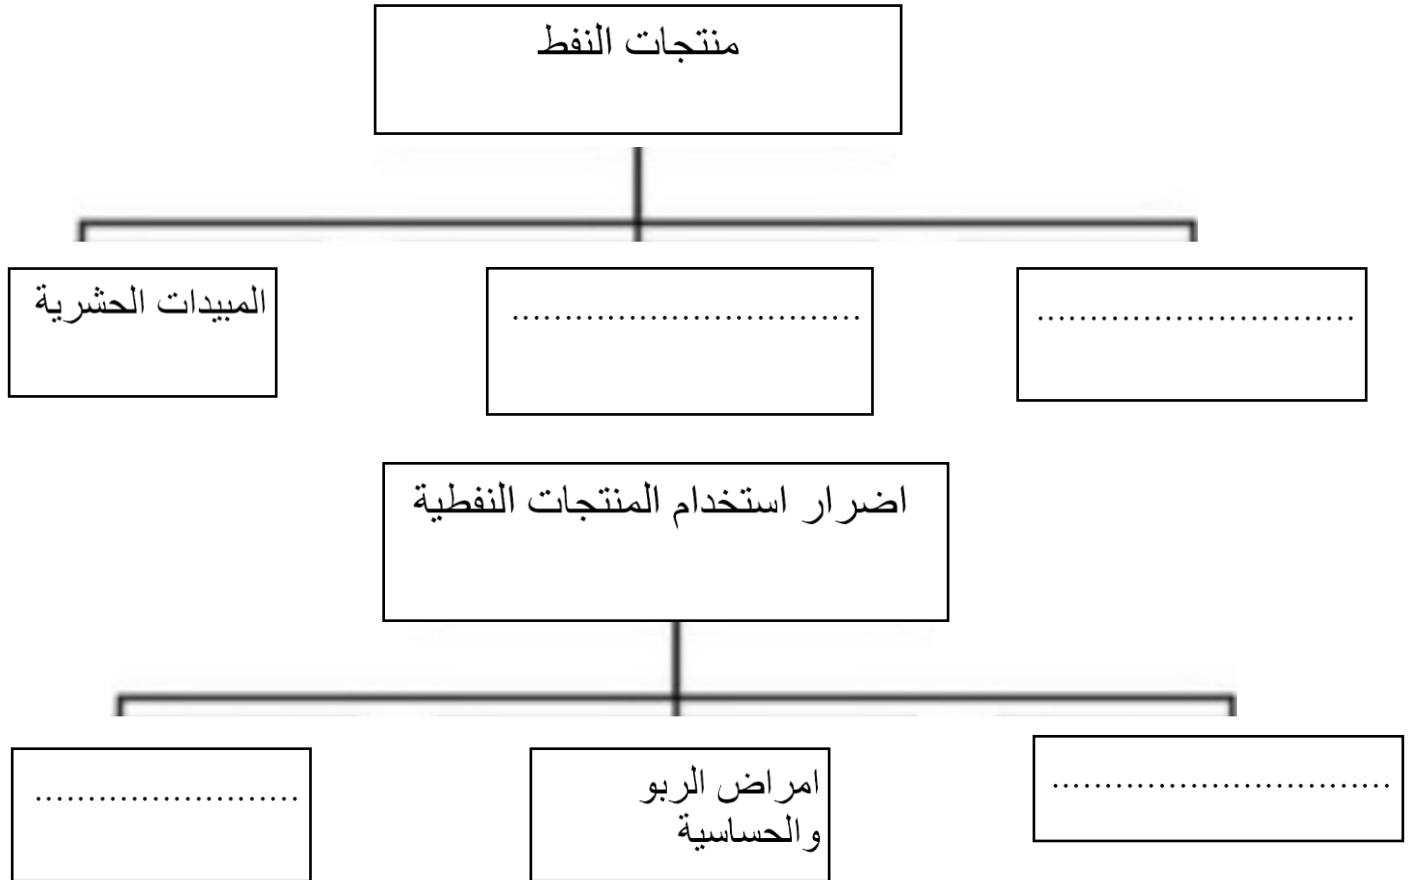 منتجات النفط
................................
.............................
المبيدات الحشرية
اضرار استخدام المنتجات النفطية
...............................
امراض الربو
والحساسية
........................